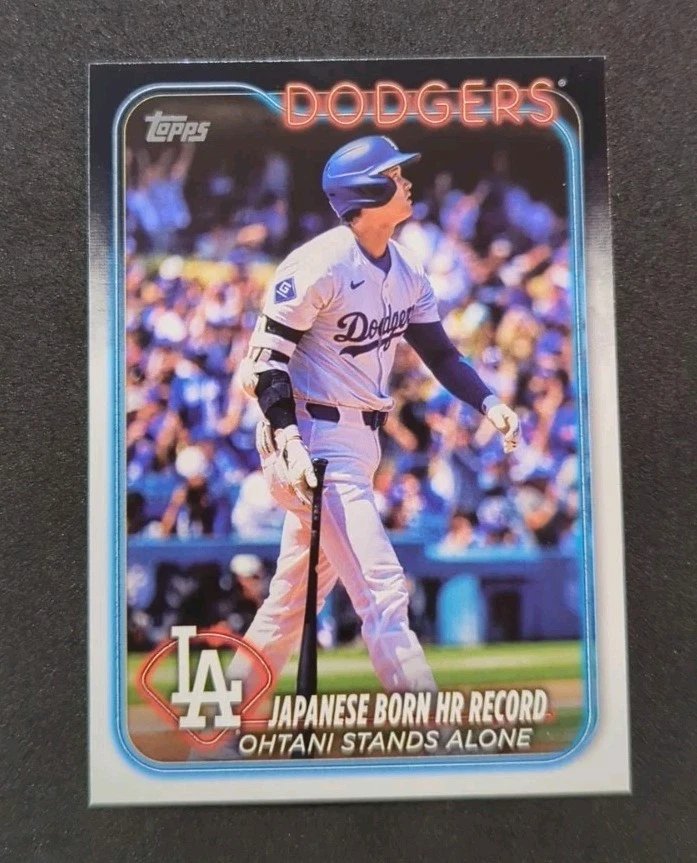 DODGERS
Topps
G
Dodgers
LA
JAPANESE BORN HR RECORD
OHTANI STANDS ALONE